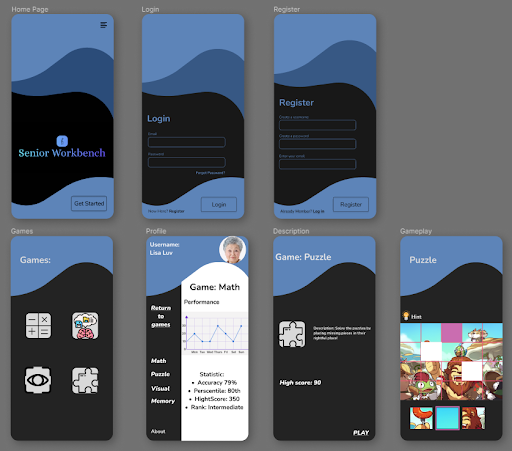 Home Page
Senior Workbench
Get Started
Login
Login
Email
Password
Forgot Password?
New Here? Register
Login
Register
Register
Create a username
Create a password
Enter your email
Already Member? Log in
Register
Games
Games:
Profile
Username:
Lisa Luv
Game: Math
Performance
Return
to
games
Mon Tue Wed Thurs Fri Sat Sun
Math
Puzzle
Visual
Memory
About
Statistic:
• Accuracy 79%
• Perscentile: 80th
• HightScore: 350
• Rank: Intermediate
Description
Game: Puzzle
Description: Solve the puzzle by
placing missing pieces in their
rightful place!
High score: 90
PLAY
Gameplay
Puzzle
Hint